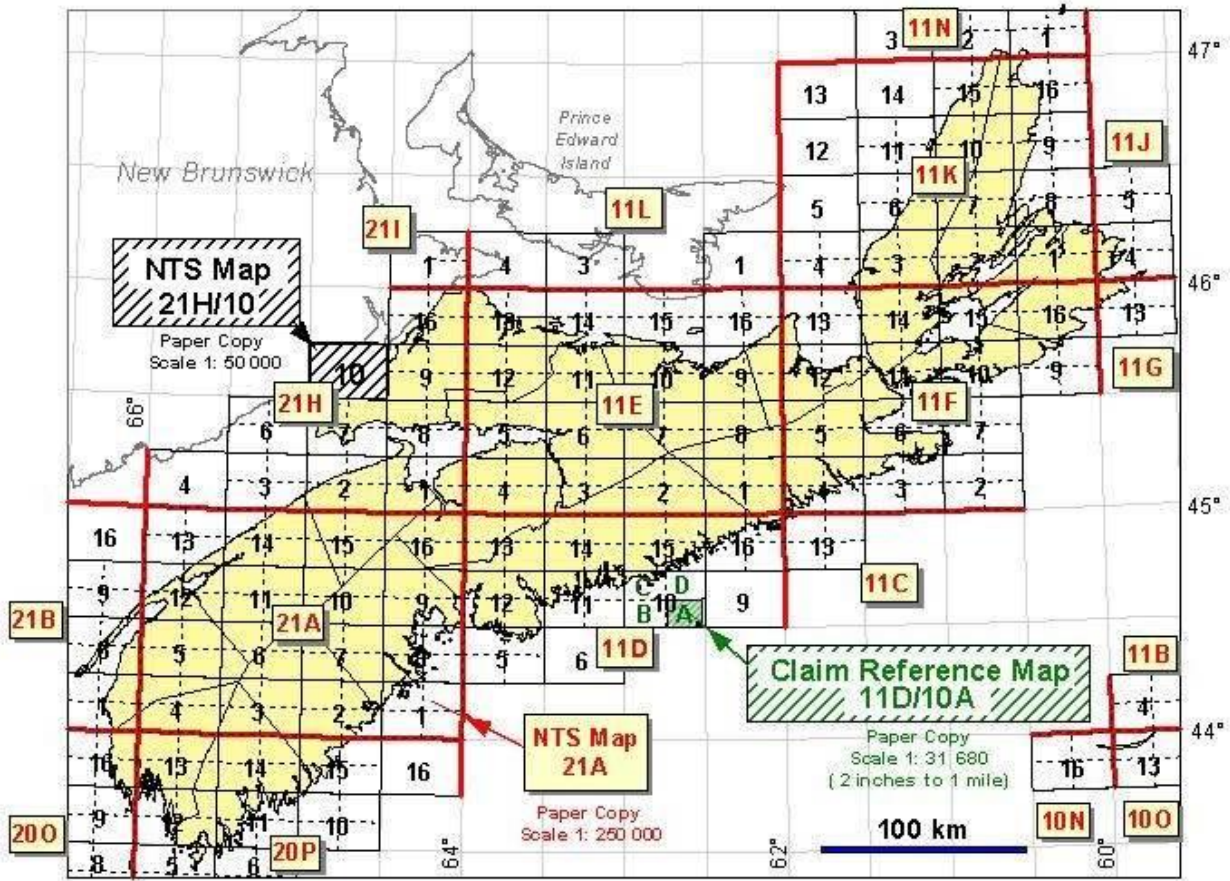 11N
3 2 1
47°
13 14 15 16
Prince
Edward
Island
12 11 10 9
11J
New Brunswick
11K
5 6 7 8 5
11L
21I
1 4 3 1 4 3 1 4
NTS Map
21H/10
46°
16 13 14 15 16 13 14 15 16 13
Paper Copy
Scale 1: 50 000
10 9 12 11 10 9 12 11 10 9
11G
66°
21H
11E
11F
6 7 8 5 6 7 8 5 6 7
4 3 2 1 4 3 2 1 4 3 2
45°
16 13 14 15 16 13 14 15 16 13
11C
C D
9 12 11 10 9 12 11 10 9
B A
21B
21A
11D
8 5 6 7 8 5 6
Claim Reference Map
11D/10A
11B
4 3 2 1
4
NTS Map
21A
Paper Copy
Scale 1: 31 680
( 2 inches to 1 mile)
44°
16 13 14 15 16
16 13
Paper Copy
Scale 1: 250 000
100 km
10N
10O
20O
9 11 10
20P
8 5 6
64°
62°
60°